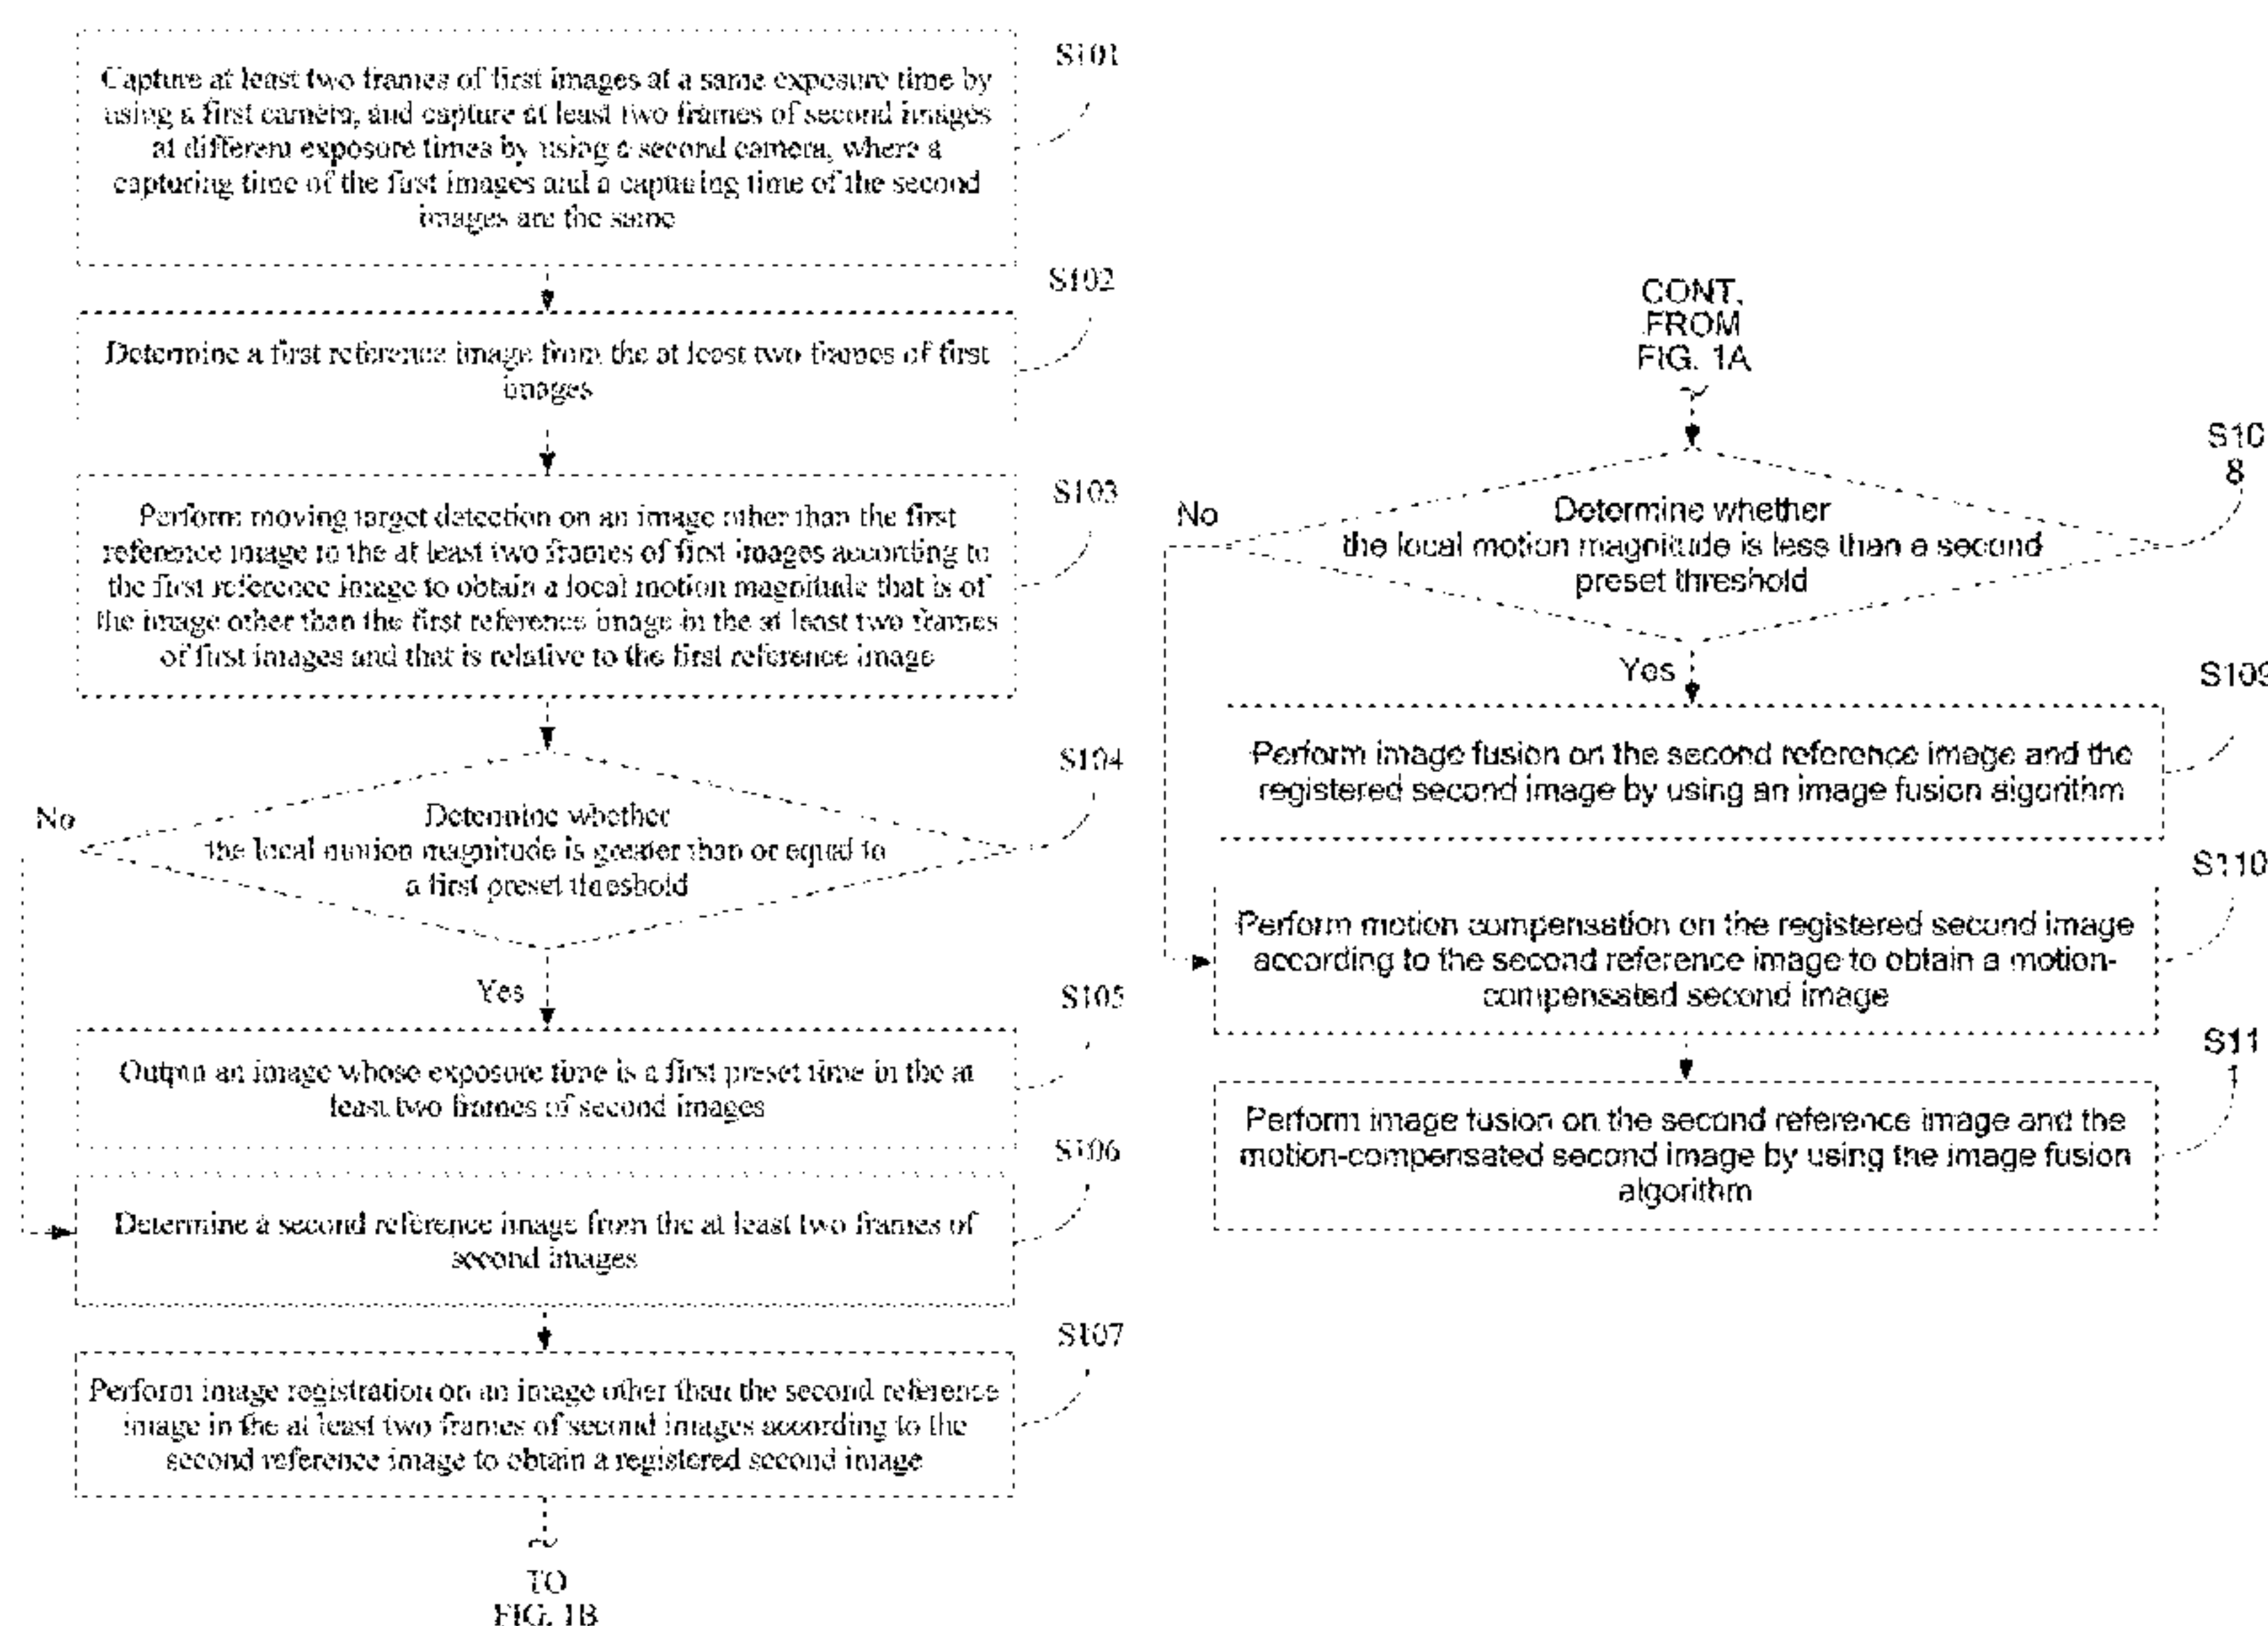 S101
Capture at least two frames of first images at a same exposure time by
using a first camera, and capture at least two frames of second images
at different exposure times by using a second camera, where a
capturing time of the first images and a capturing time of the second
images are the same
S102
Determine a first reference image from the at least two frames of first
images
S103
Perform moving target detection on an image other than the first
reference image in the at least two frames of first images according to
the first reference image to obtain a local motion magnitude that is of
the image other than the first reference image in the at least two frames
of first images and that is relative to the first reference image
S104
No
Determine whether
the local motion magnitude is greater than or equal to
a first preset threshold
Yes
S105
Output an image whose exposure time is a first preset time in the at
least two frames of second images
S106
Determine a second reference image from the at least two frames of
second images
S107
Perform image registration on an image other than the second reference
image in the at least two frames of second images according to the
second reference image to obtain a registered second image
TO
FIG. 1B
CONT.
FROM
FIG. 1A
S10
8
No
Determine whether
the local motion magnitude is less than a second
preset threshold
Yes
S109
Perform image fusion on the second reference image and the
registered second image by using an image fusion algorithm
S110
Perform motion compensation on the registered second image
according to the second reference image to obtain a motion-
compensated second image
S11
1
Perform image fusion on the second reference image and the
motion-compensated second image by using the image fusion
algorithm